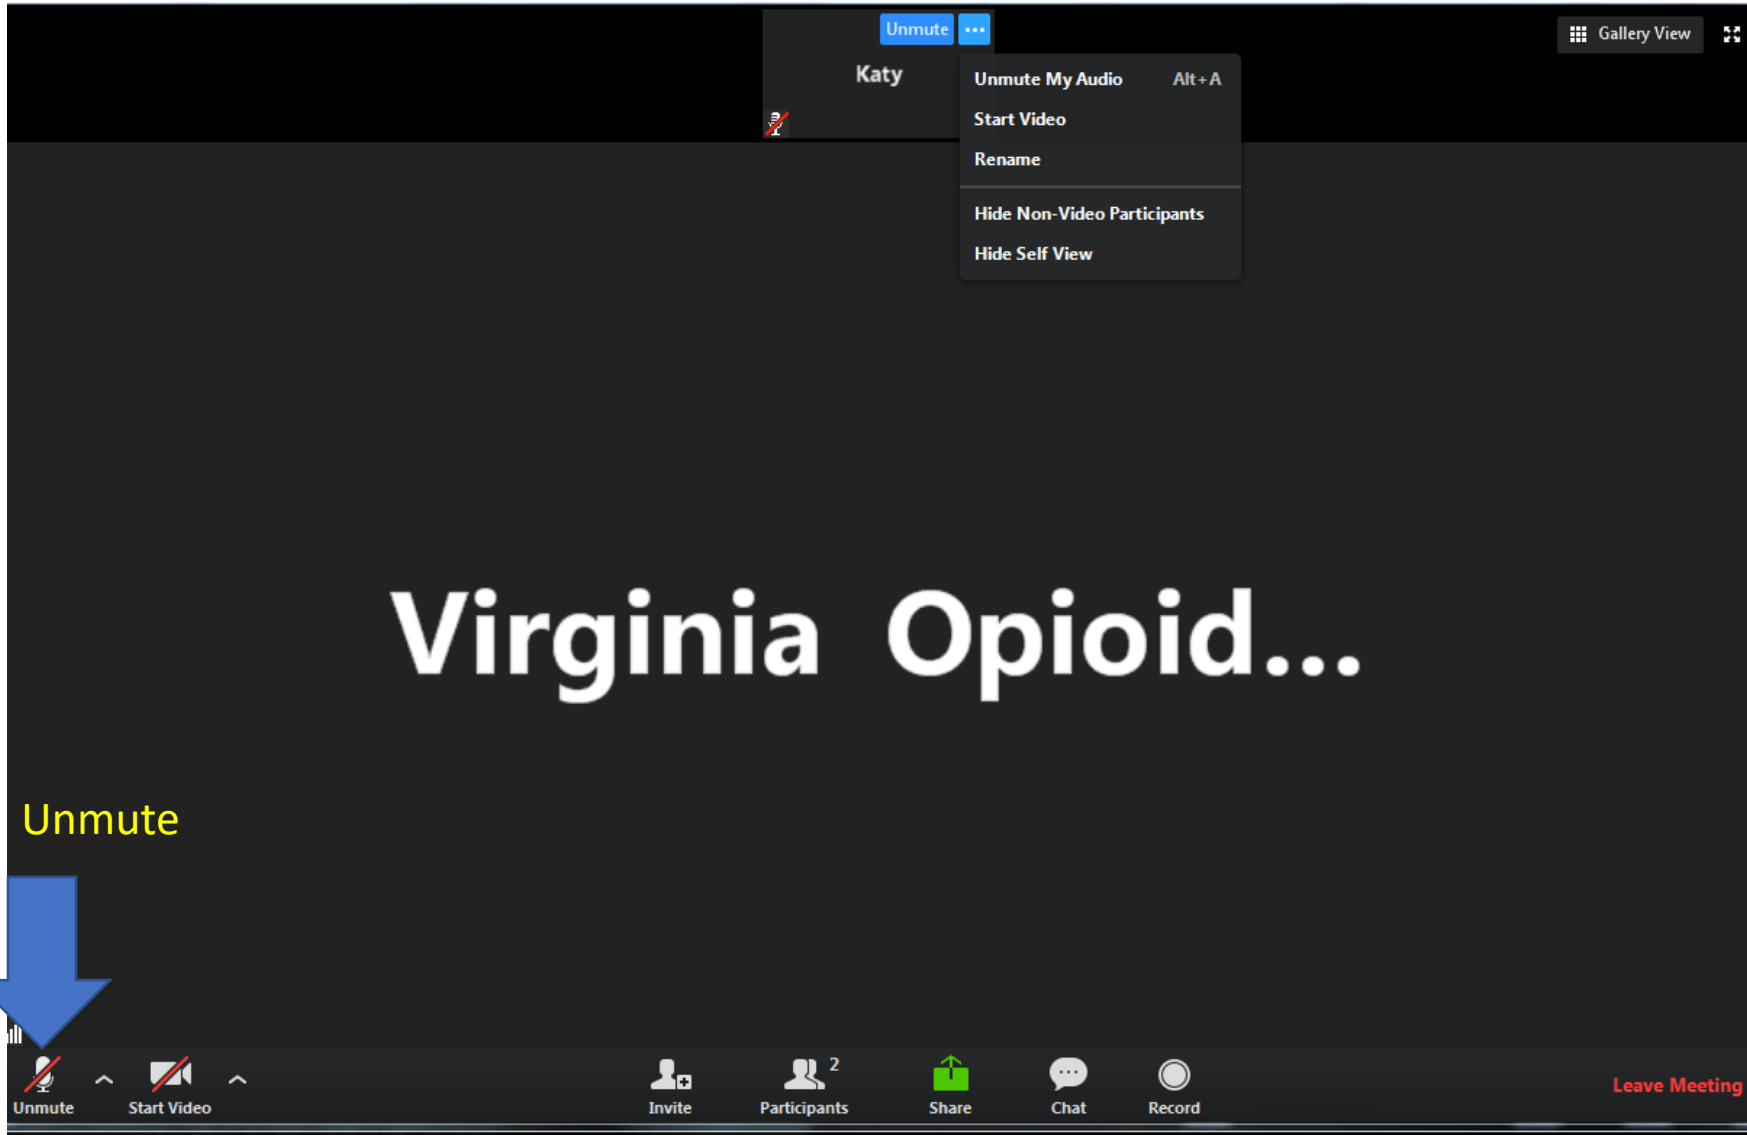 Unmute ...
Gallery View
Katy
Unmute My Audio Alt+A
Start Video
Rename
Hide Non-Video Participants
Hide Self View
Virginia Opioid...
Unmute
2
Unmute
Start Video
Invite
Participants
Share
Chat
Record
Leave Meeting